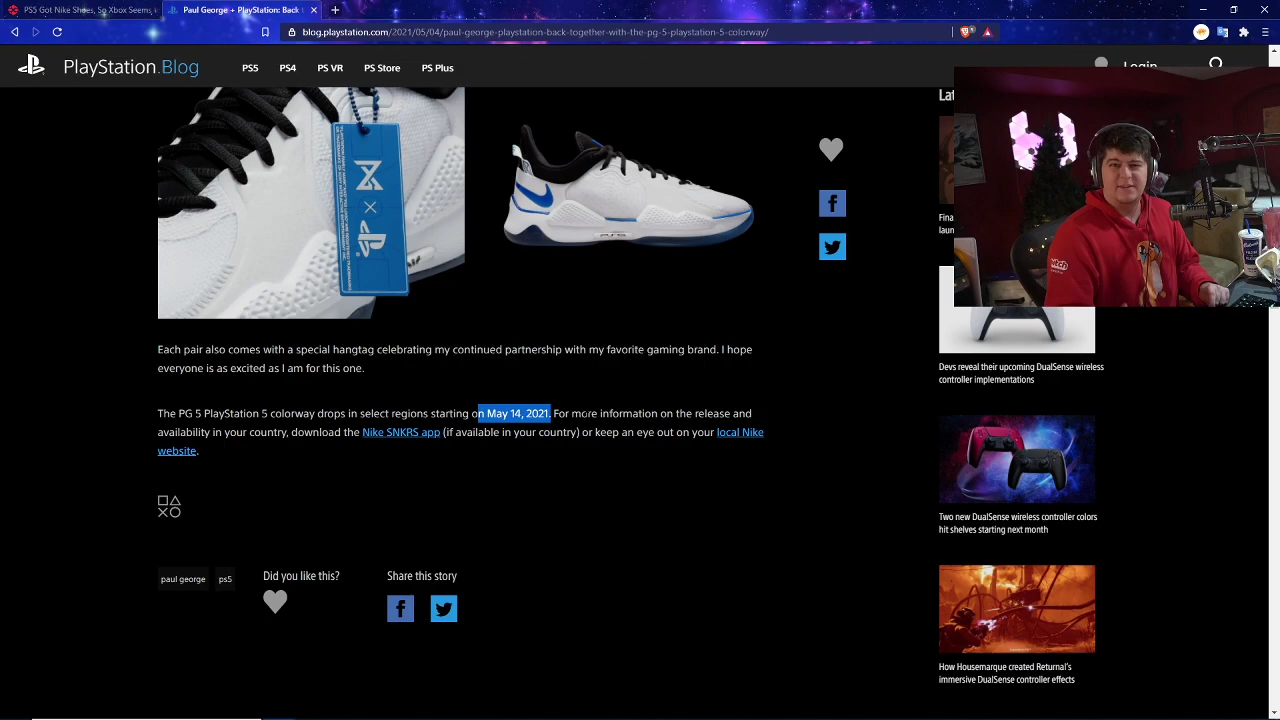 PS5 Got Nike Shoes, So Xbox Seems
Paul George + PlayStation: Back
blog.playstation.com/2021/05/04/paul-george-playstation-back-together-with-the-pg-5-playstation-5-colorway/
PlayStation.Blog
PS5
PS4
PS VR
PS Store
PS Plus
Login
PS5
Each pair also comes with a special hangtag celebrating my continued partnership with my favorite gaming brand. I hope
everyone is as excited as I am for this one.
The PG 5 PlayStation 5 colorway drops in select regions starting on May 14, 2021. For more information on the release and
availability in your country, download the Nike SNKRS app (if available in your country) or keep an eye out on your local Nike
website.
paul george
ps5
Did you like this?
Share this story
Devs reveal their upcoming DualSense wireless
controller implementations
Two new DualSense wireless controller colors
hit shelves starting next month
How Housemarque created Returnal's
immersive DualSense controller effects